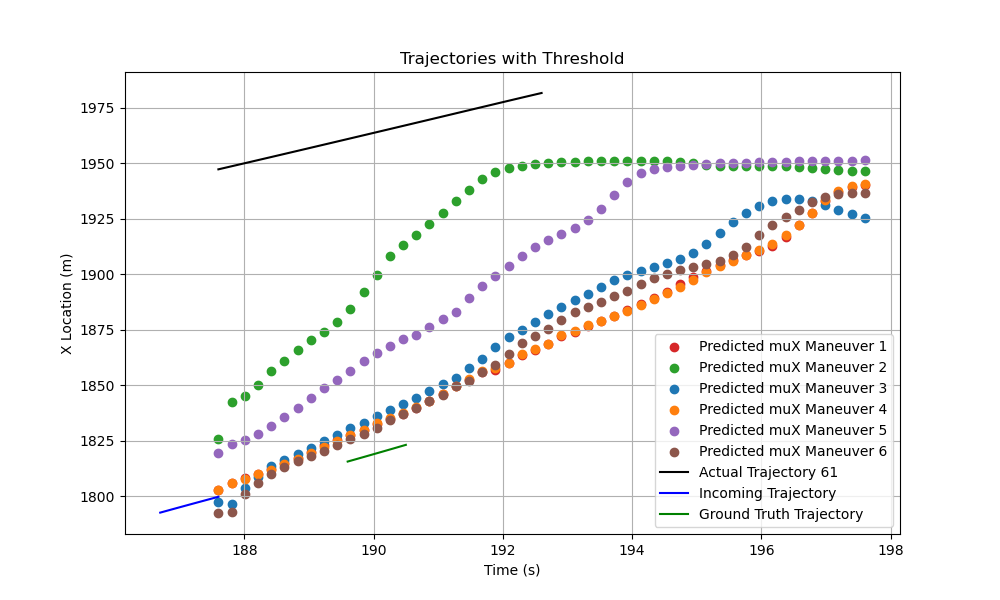 Trajectories with Threshold
X Location (m)
1975
1950
1925
1900
1875
1850
1825
1800
Predicted muX Maneuver 1
Predicted muX Maneuver 2
Predicted muX Maneuver 3
Predicted muX Maneuver 4
Predicted muX Maneuver 5
Predicted muX Maneuver 6
Actual Trajectory 61
Incoming Trajectory
Ground Truth Trajectory
188 190 192 194 196 198
Time (s)